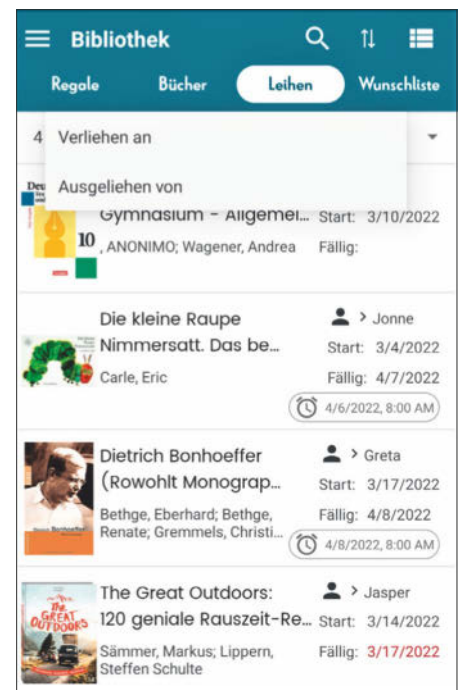 Bibliothek
Regale Bücher Leihen Wunschliste
4
Verliehen an
Ausgeliehen von
Gymnasium - Allgemei... Start: 3/10/2022
10
, ANONIMO; Wagener, Andrea Fällig:
Die kleine Raupe > Jonne
Nimmersatt. Das be... Start: 3/4/2022
Carle, Eric Fällig: 4/7/2022
4/6/2022, 8:00 AM
Dietrich Bonhoeffer > Greta
(Rowohlt Monograp... Start: 3/17/2022
Bethge, Eberhard; Bethge, Fällig: 4/8/2022
Renate; Gremmels, Christi...
4/8/2022, 8:00 AM
The Great Outdoors: > Jasper
120 geniale Rauszeit-Re... Start: 3/14/2022
The
GREAT
OUTDOORS
Sämmer, Markus; Lippern, Fällig: 3/17/2022
Steffen Schulte